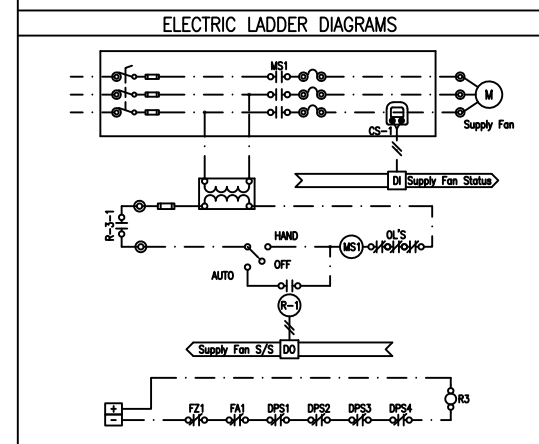 ELECTRIC LADDER DIAGRAMS
MS1
M
CS-1
Supply Fan
DI Supply Fan Status
R-3-1
HAND
OL'S
MS1
OFF
AUTO
R-1
Supply Fan S/S DO
+
R3
FZ1 FA1 DPS1 DPS2 DPS3 DPS4
-